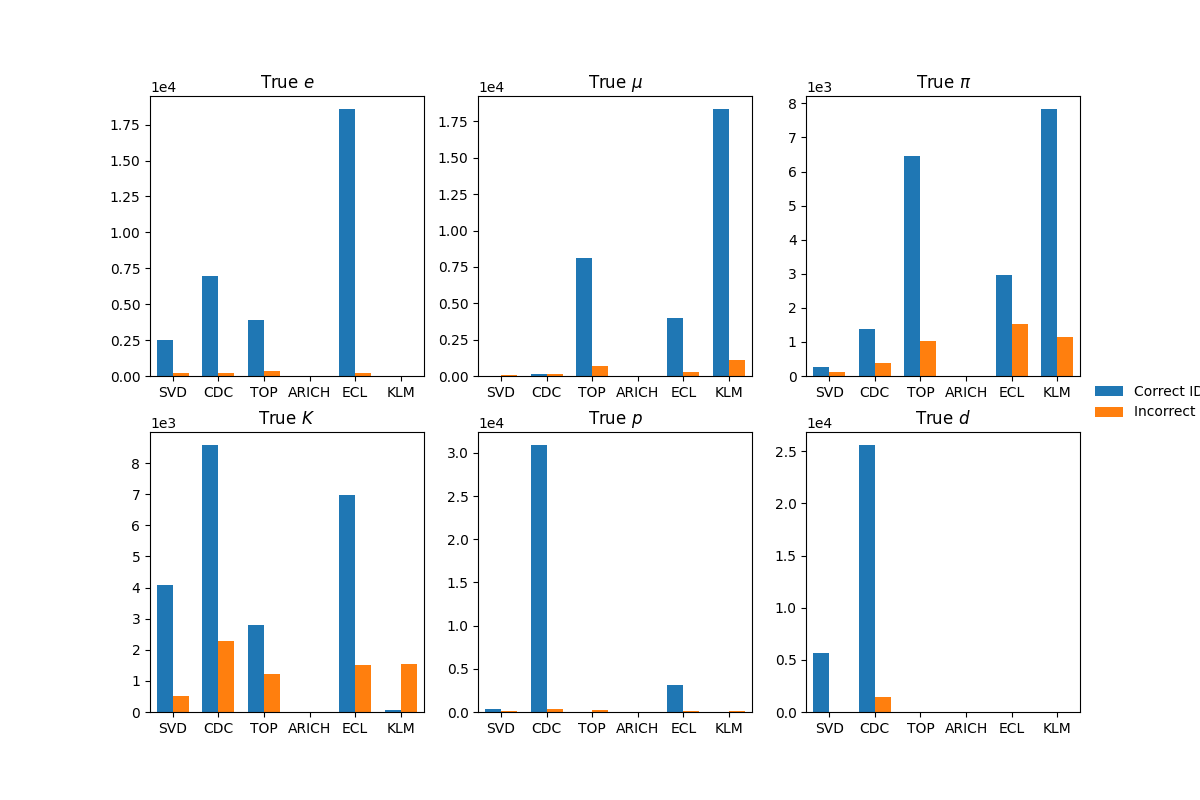 True e
True μ
True π
1e4
1e4
1e3
1.75
1.50
1.25
1.00
0.75
0.50
0.25
0.00
1.75
1.50
1.25
1.00
0.75
0.50
0.25
0.00
8
7
6
5
4
3
2
1
0
SVD CDC TOP ARICH ECL KLM
SVD CDC TOP ARICH ECL KLM
SVD CDC TOP ARICH ECL KLM
Correct ID
Incorrect
True K
True p
True d
1e3
1e4
1e4
8
7
6
5
4
3
2
1
0
3.0
2.5
2.0
1.5
1.0
0.5
0.0
2.5
2.0
1.5
1.0
0.5
0.0
SVD CDC TOP ARICH ECL KLM
SVD CDC TOP ARICH ECL KLM
SVD CDC TOP ARICH ECL KLM